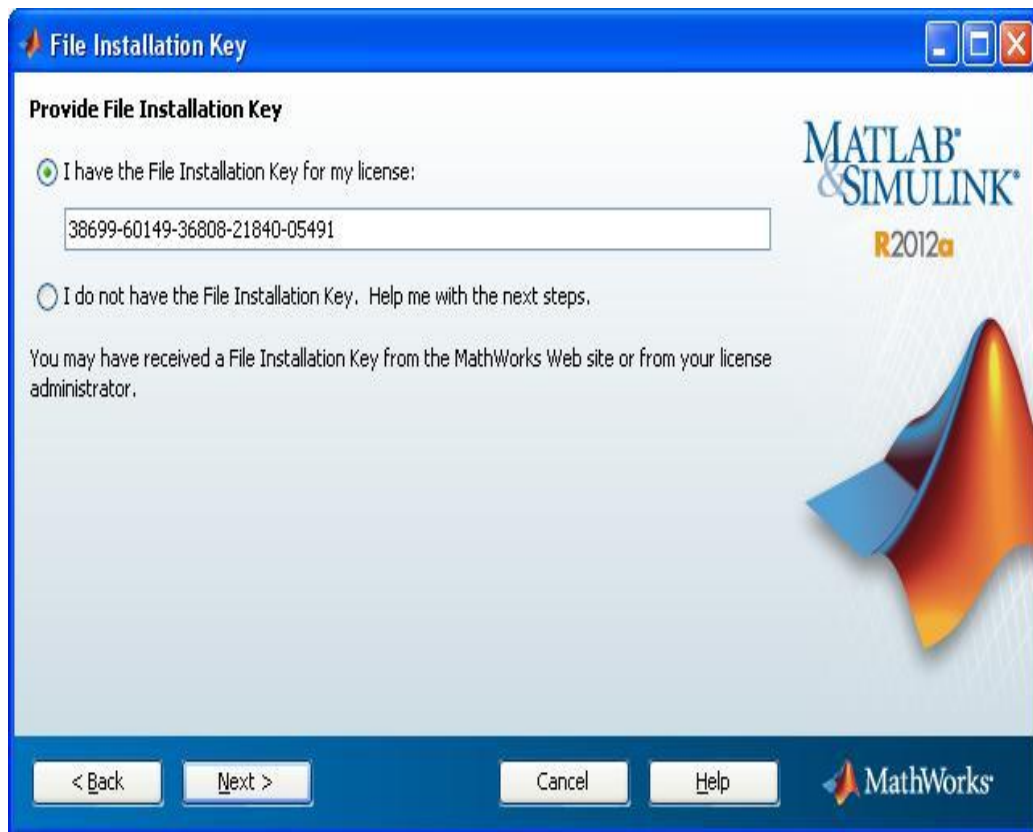 File Installation Key
Provide File Installation Key
I have the File Installation Key for my license:
38699-60149-36808-21840-05491
I do not have the File Installation Key. Help me with the next steps.
You may have received a File Installation Key from the MathWorks Web site or from your license
administrator.
MATLAB®
&SIMULINK®
R2012a
< Back
Next >
Cancel
Help
MathWorks®